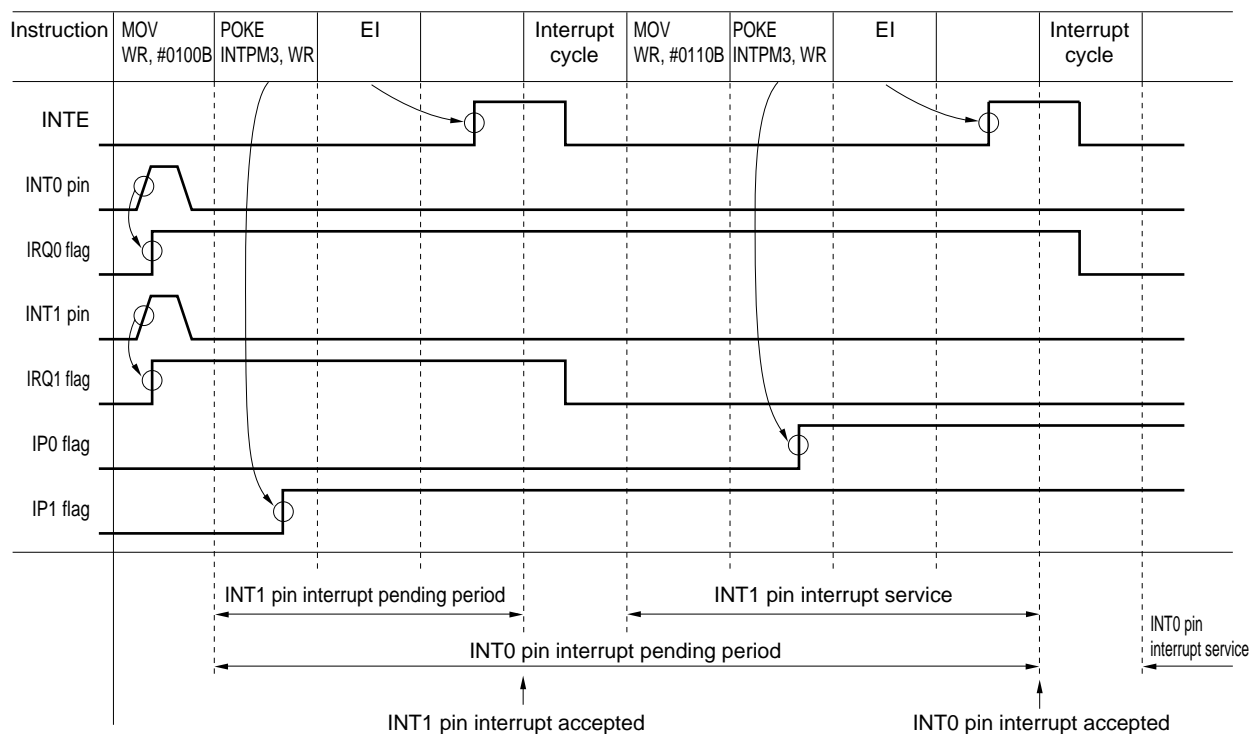 Instruction
MOV
WR, #0100B
POKE
INTPM3, WR
EI
Interrupt
cycle
MOV
WR, #0110B
POKE
INTPM3, WR
EI
Interrupt
cycle
INTE
INT0 pin
IRQ0 flag
INT1 pin
IRQ1 flag
IP0 flag
IP1 flag
INT1 pin interrupt pending period
INT1 pin interrupt service
INT0 pin
interrupt service
INT0 pin interrupt pending period
INT1 pin interrupt accepted
INT0 pin interrupt accepted